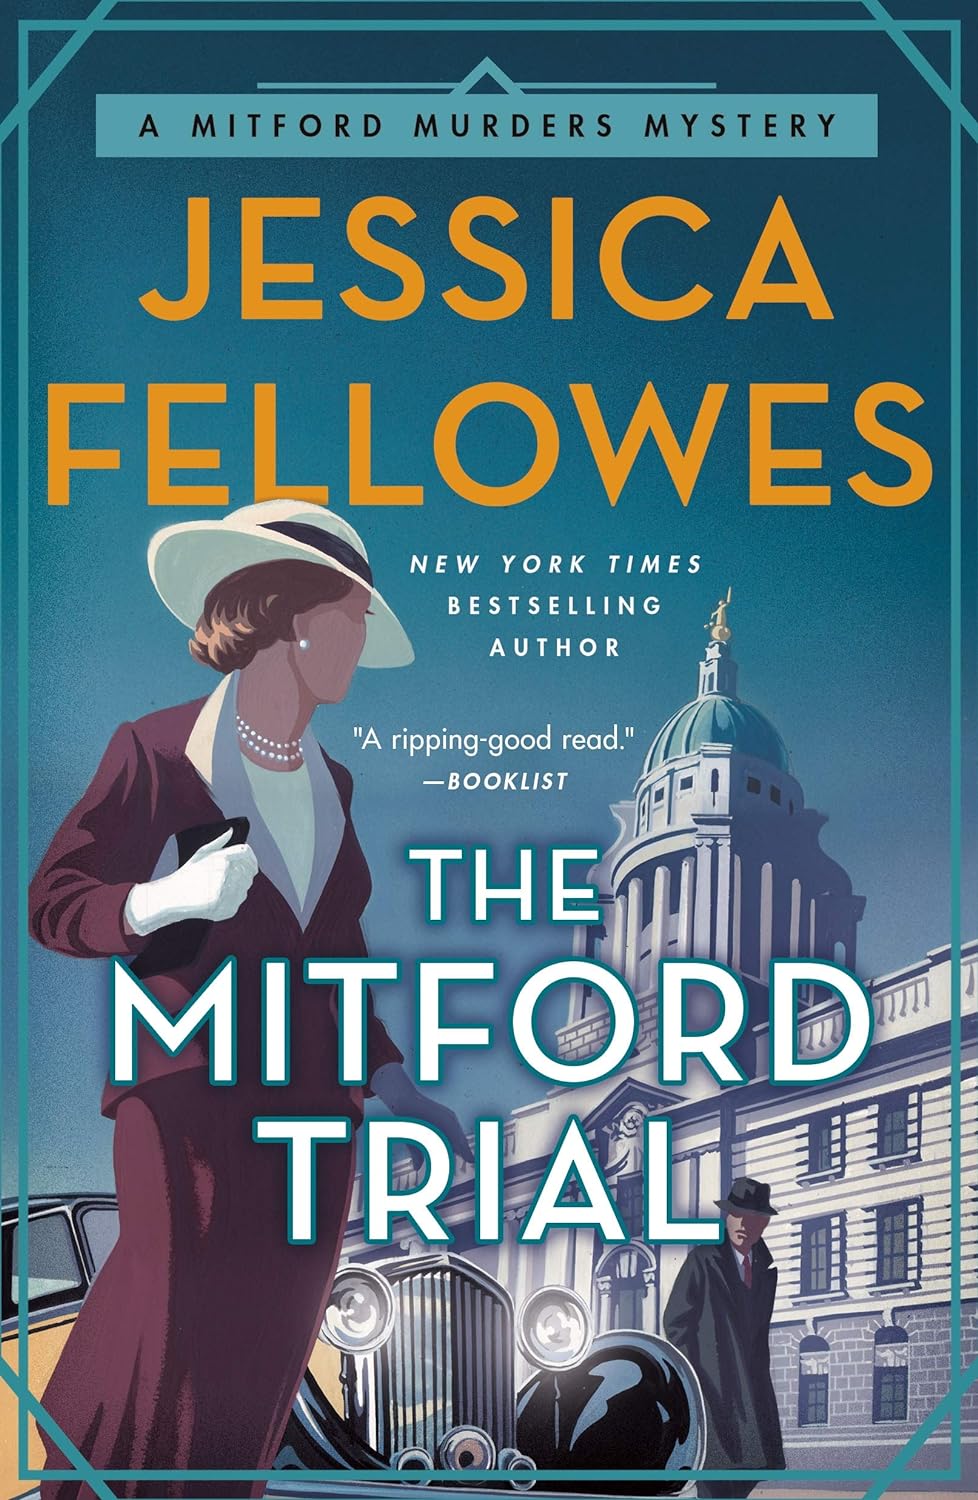 A MITFORD MURDERS MYSTERY
JESSICA
FELLOWES
NEW YORK TIMES
BESTSELLING
AUTHOR
"A ripping-good read."
—BOOKLIST
THE
MITFORD
TRIAL